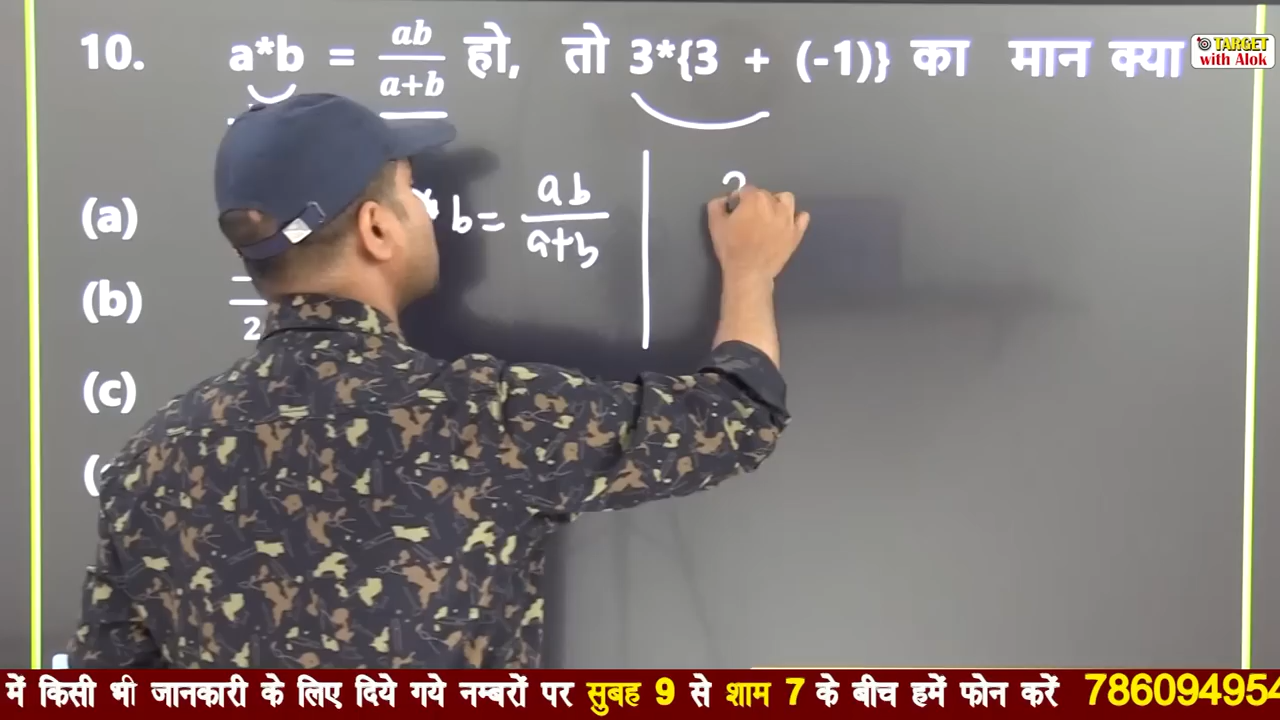 10. a*b = ab/a+b हो, तो 3*{3 + (-1)} का मान क्या
TARGET
with Alok
(a)
* b = ab/a+b
(b) 2
(c)
में किसी भी जानकारी के लिए दिये गये नम्बरों पर सुबह 9 से शाम 7 के बीच हमें फोन करें 786094954